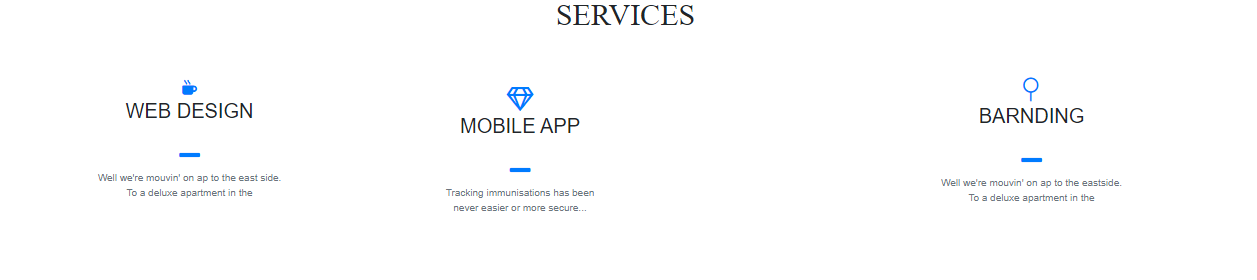 SERVICES
WEB DESIGN
Well we're mouvin' on ap to the east side.
To a deluxe apartment in the
MOBILE APP
Tracking immunisations has been
never easier or more secure...
BARNDING
Well we're mouvin' on ap to the eastside.
To a deluxe apartment in the